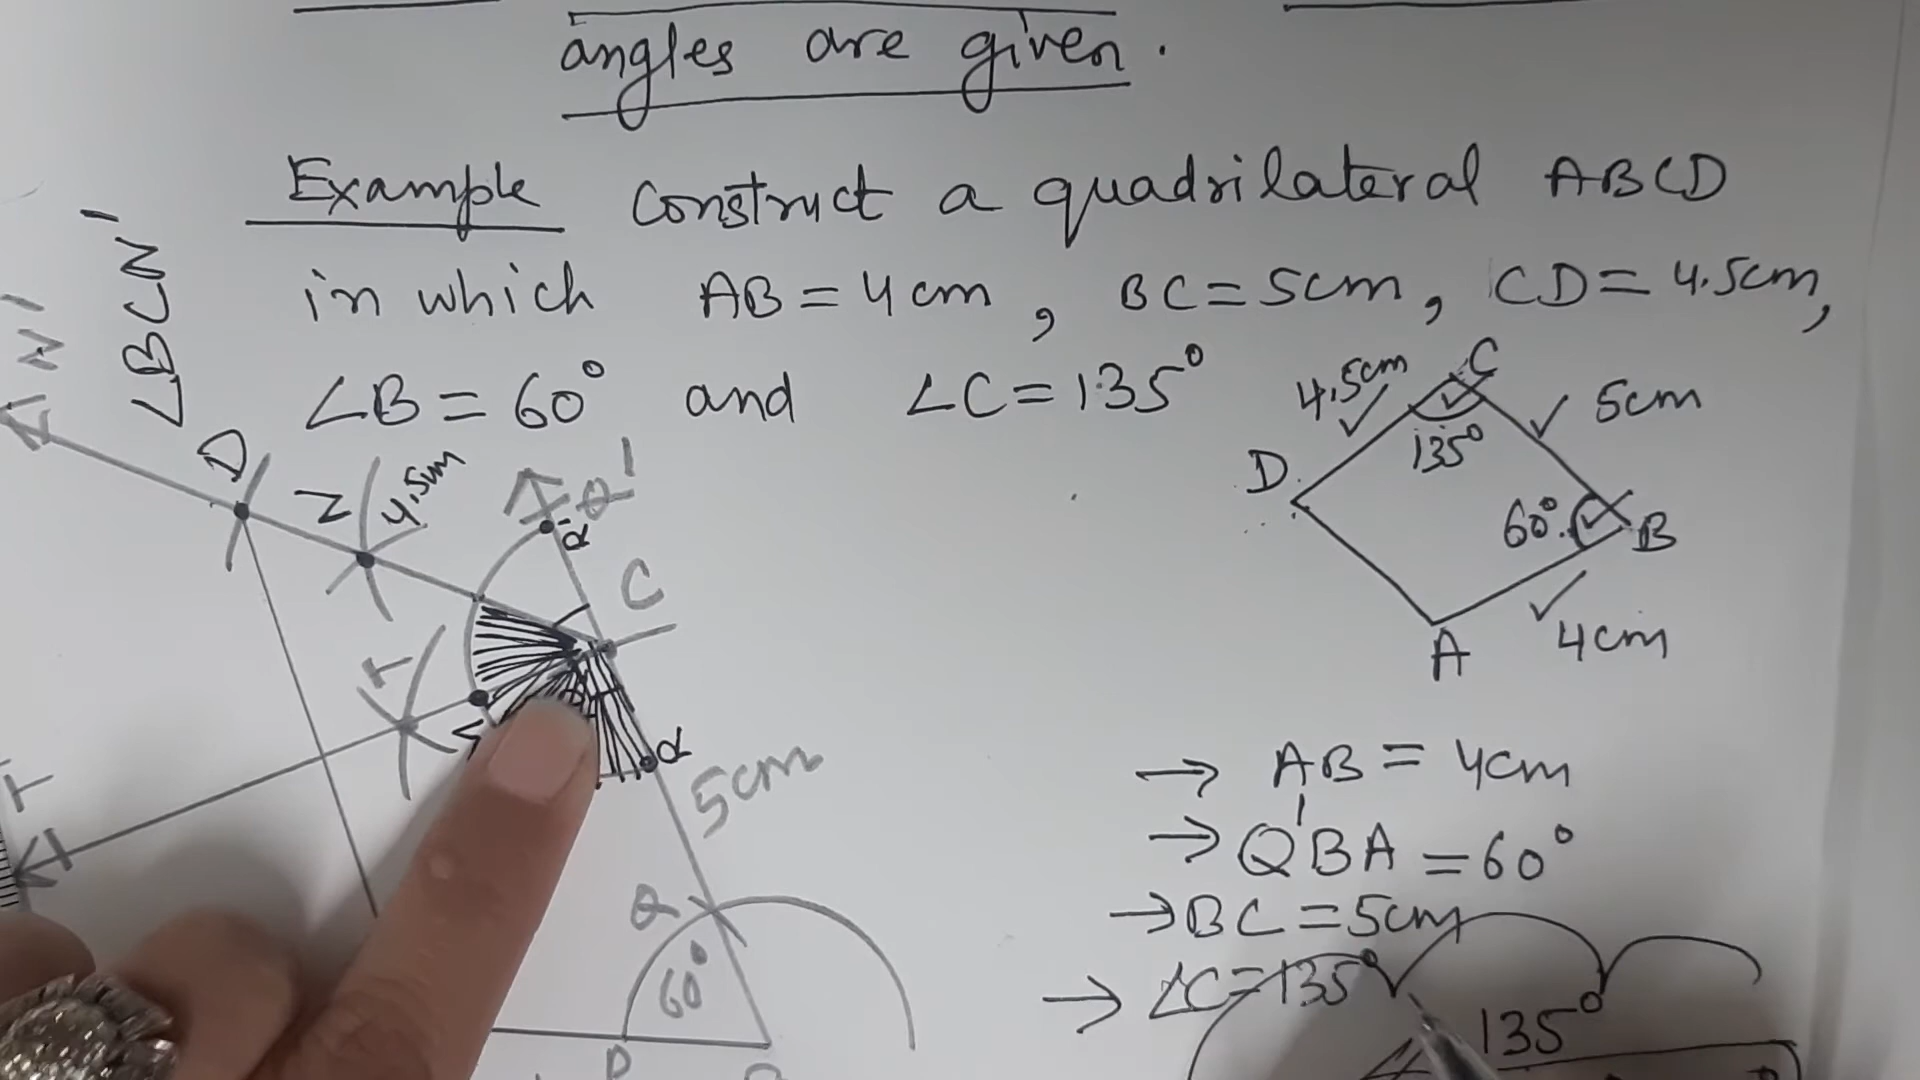 angles are given.
Example Construct a quadrilateral ABCD
in which AB = 4cm, BC = 5cm, CD = 4.5cm,
∠B = 60° and ∠C = 135°
∠BCN'
N'
D
N
4.5cm
Q'
R'
C
T
T
R
5cm
Q
60°
P
C
4.5cm
5cm
135°
D
60°
B
A
4cm
→ AB = 4cm
→ Q'BA = 60°
→ BC = 5cm
→ ∠C = 135°
135°